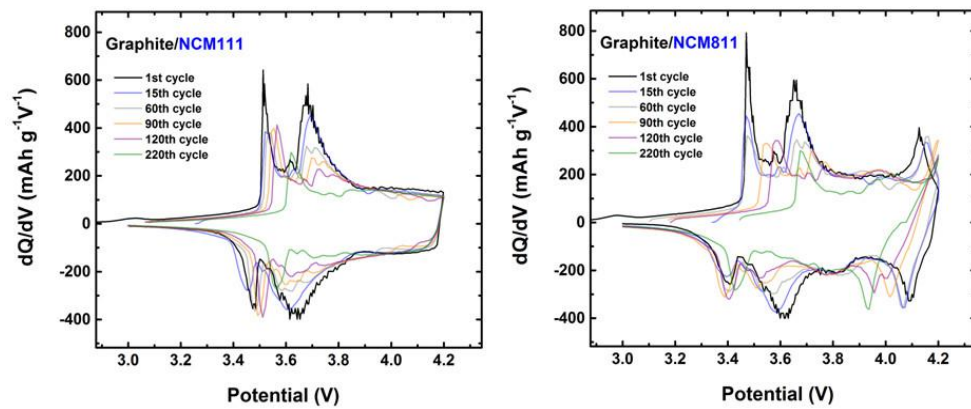 800
600
400
200
0
-200
-400
dQ/dV (mAh g⁻¹V⁻¹)
Graphite/NCM111
1st cycle
15th cycle
60th cycle
90th cycle
120th cycle
220th cycle
3.0 3.2 3.4 3.6 3.8 4.0 4.2
Potential (V)
800
600
400
200
0
-200
-400
dQ/dV (mAh g⁻¹V⁻¹)
Graphite/NCM811
1st cycle
15th cycle
60th cycle
90th cycle
120th cycle
220th cycle
3.0 3.2 3.4 3.6 3.8 4.0 4.2
Potential (V)